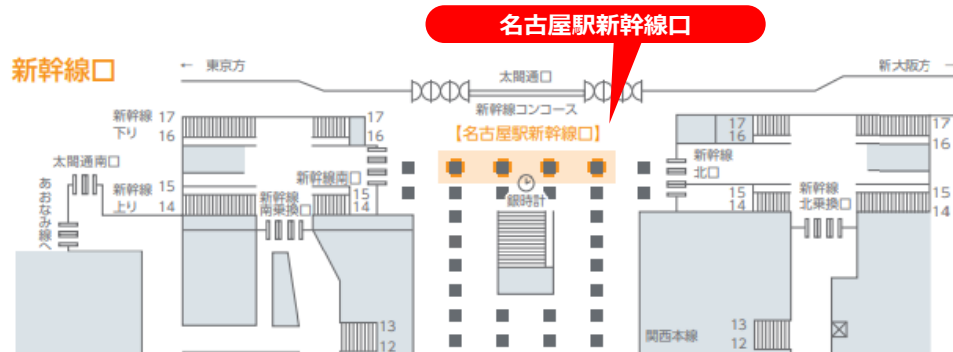 名古屋駅新幹線口
新幹線口
← 東京方
新大阪方 →
太閤通口
新幹線コンコース
【名古屋駅新幹線口】
新幹線
下り
17
16
17
16
太閤通南口
新幹線南口
新幹線
上り
15
14
15
14
新幹線
南乗換口
あおなみ線へ
銀時計
17
16
17
16
新幹線
北口
15
14
新幹線
北乗換口
15
14
13
12
関西本線
13
12